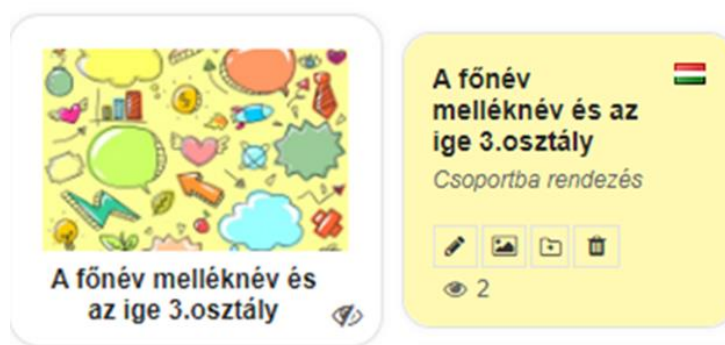 A főnév melléknév és
az ige 3.osztály
A főnév
melléknév és az
ige 3.osztály
Csoportba rendezés
2